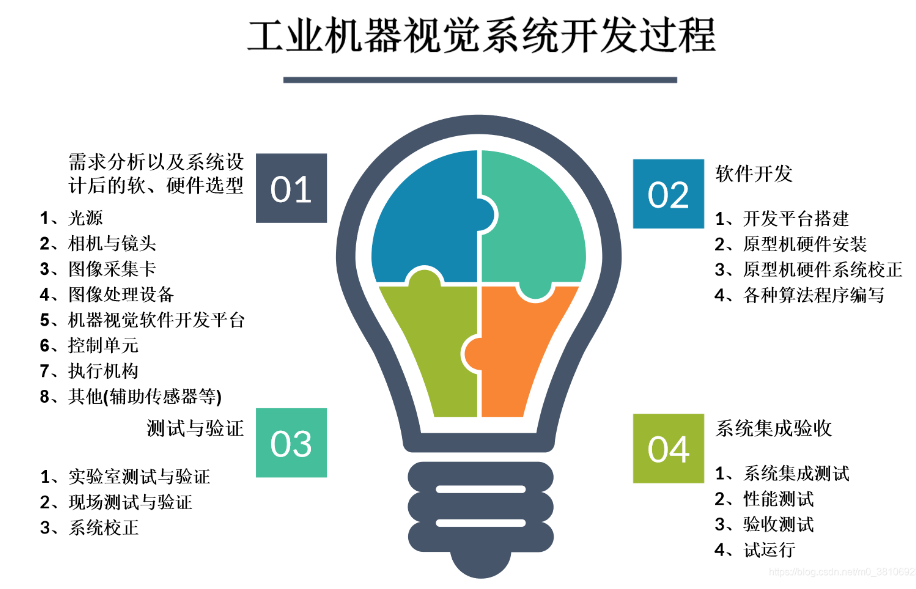 工业机器视觉系统开发过程
需求分析以及系统设
计后的软、硬件选型
01
1、光源
2、相机与镜头
3、图像采集卡
4、图像处理设备
5、机器视觉软件开发平台
6、控制单元
7、执行机构
8、其他(辅助传感器等)
02
软件开发
1、开发平台搭建
2、原型机硬件安装
3、原型机硬件系统校正
4、各种算法程序编写
测试与验证
03
1、实验室测试与验证
2、现场测试与验证
3、系统校正
04
系统集成验收
1、系统集成测试
2、性能测试
3、验收测试
4、试运行